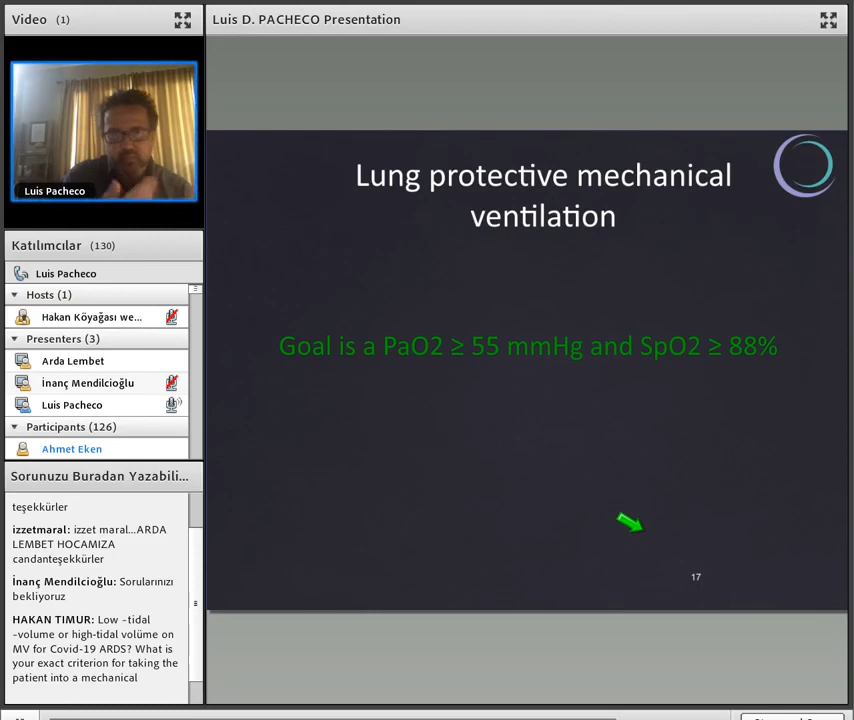 Video (1)
Luis Pacheco
Katılımcılar (130)
Luis Pacheco
Hosts (1)
Hakan Köyağası we...
Presenters (3)
Arda Lembet
İnanç Mendilcioğlu
Luis Pacheco
Participants (126)
Ahmet Eken
Sorunuzu Buradan Yazabili...
teşekkürler
izzetmaral: izzet maral...ARDA
LEMBET HOCAMIZA
candanteşekkürler
İnanç Mendilcioğlu: Sorularınızı
bekliyoruz
HAKAN TIMUR: Low -tidal
-volume or high-tidal volüme on
MV for Covid-19 ARDS? What is
your exact criterion for taking the
patient into a mechanical
Luis D. PACHECO Presentation
Lung protective mechanical
ventilation
Goal is a PaO2 ≥ 55 mmHg and SpO2 ≥ 88%
17